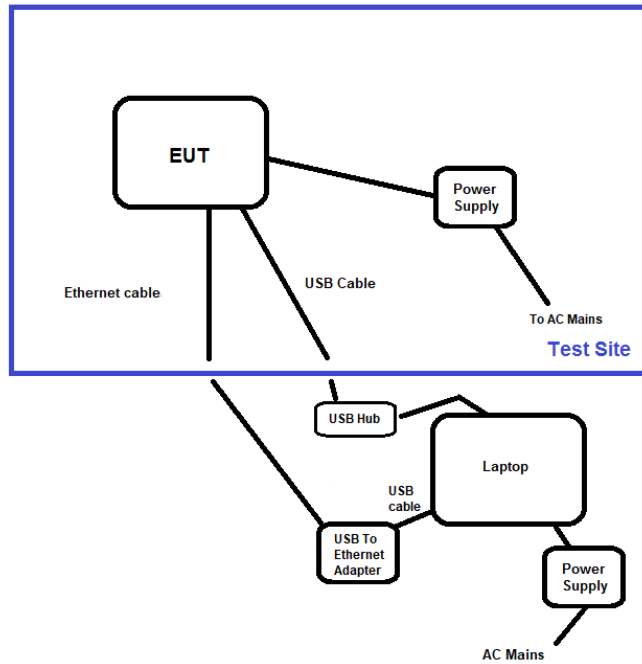 EUT
Power
Supply
Ethernet cable
USB Cable
To AC Mains
Test Site
USB Hub
Laptop
USB
cable
USB To
Ethernet
Adapter
Power
Supply
AC Mains